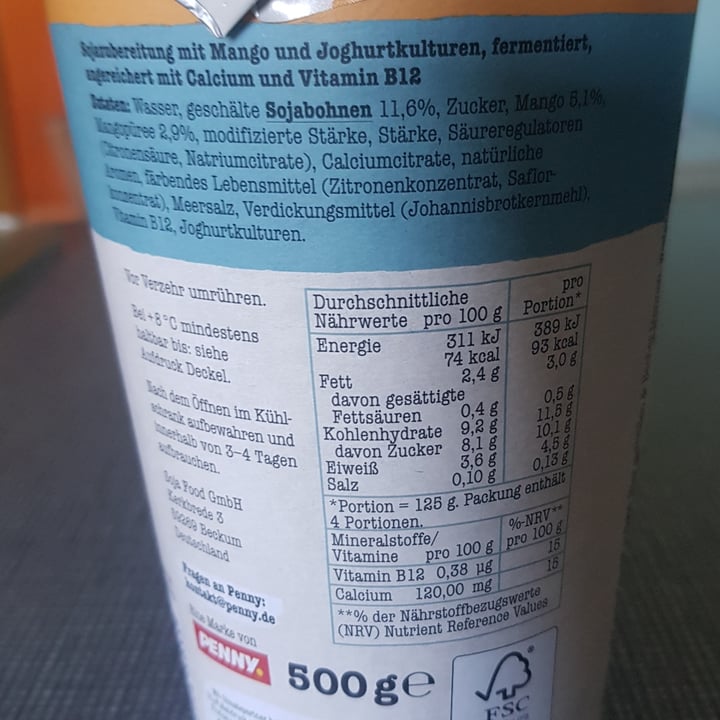 Sojazubereitung mit Mango und Joghurtkulturen, fermentiert,
angereichert mit Calcium und Vitamin B12
Zutaten: Wasser, geschälte Sojabohnen 11,6%, Zucker, Mango 5,1%,
Mangopüree 2,9%, modifizierte Stärke, Stärke, Säureregulatoren
(Citronensäure, Natriumcitrate), Calciumcitrate, natürliche
Aromen, färbendes Lebensmittel (Zitronenkonzentrat, Saflor-
konzentrat), Meersalz, Verdickungsmittel (Johannisbrotkernmehl),
Vitamin B12, Joghurtkulturen.
Vor Verzehr umrühren.
Bei +8°C mindestens
haltbar bis: siehe
Aufdruck Deckel.
Nach dem Öffnen im Kühl-
schrank aufbewahren und
innerhalb von 3-4 Tagen
aufbrauchen.
Soja Food GmbH
Kerkbrede 3
59269 Beckum
Deutschland
Fragen an Penny:
kontakt@penny.de
Eine Marke von
PENNY.
Durchschnittliche pro
Nährwerte pro 100 g Portion*
Energie 311 kJ 389 kJ
74 kcal 93 kcal
Fett 2,4 g 3,0 g
davon gesättigte
Fettsäuren 0,4 g 0,5 g
Kohlenhydrate 9,2 g 11,5 g
davon Zucker 8,1 g 10,1 g
Eiweiß 3,6 g 4,5 g
Salz 0,10 g 0,13 g
*Portion = 125 g. Packung enthält
4 Portionen.
Mineralstoffe/ %-NRV**
Vitamine pro 100 g pro 100 g
Vitamin B12 0,38 µg 15
Calcium 120,00 mg 15
**% der Nährstoffbezugswerte
(NRV) Nutrient Reference Values
500 g e
FSC